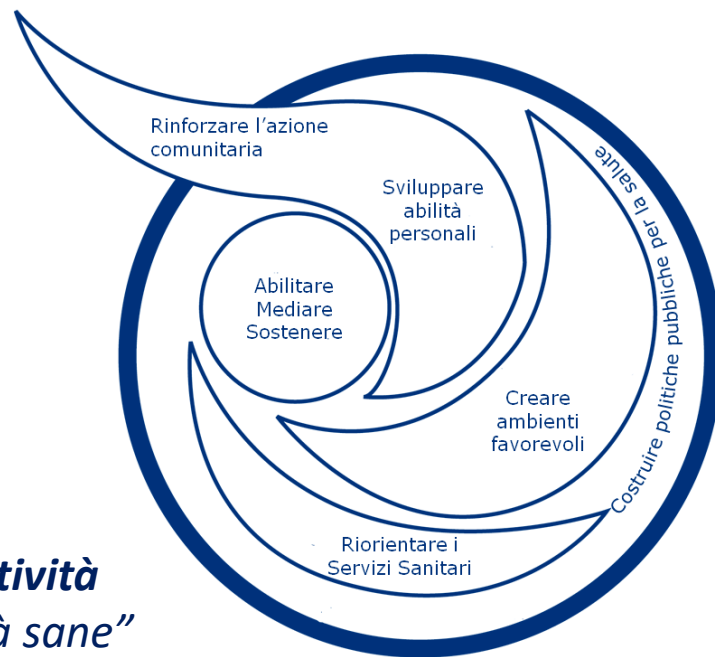 Rinforzare l'azione
comunitaria
Sviluppare
abilità
personali
Abilitare
Mediare
Sostenere
Creare
ambienti
favorevoli
Costruire politiche pubbliche per la salute
Riorientare i
Servizi Sanitari
sane”